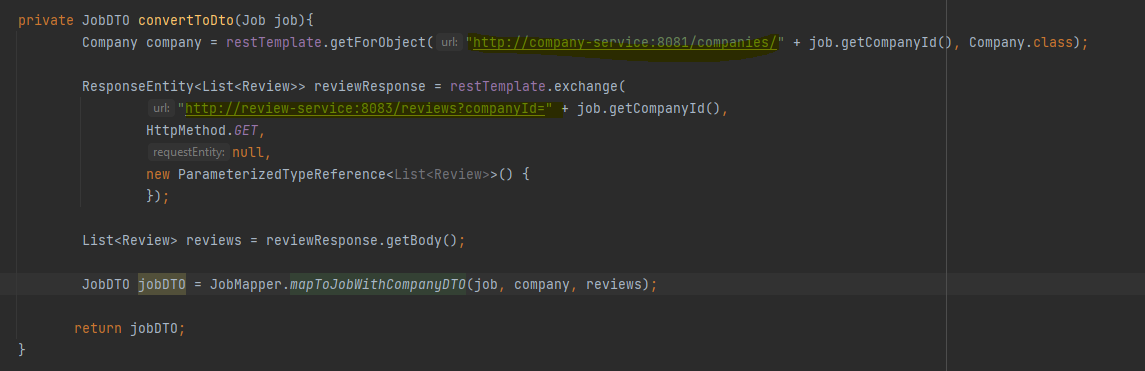 private JobDTO convertToDto(Job job){
Company company = restTemplate.getForObject( url: "http://company-service:8081/companies/" + job.getCompanyId(), Company.class);
ResponseEntity<List<Review>> reviewResponse = restTemplate.exchange(
url: "http://review-service:8083/reviews?companyId=" + job.getCompanyId(),
HttpMethod.GET,
requestEntity: null,
new ParameterizedTypeReference<List<Review>>() {
});
List<Review> reviews = reviewResponse.getBody();
JobDTO jobDTO = JobMapper.mapToJobWithCompanyDTO(job, company, reviews);
return jobDTO;
}